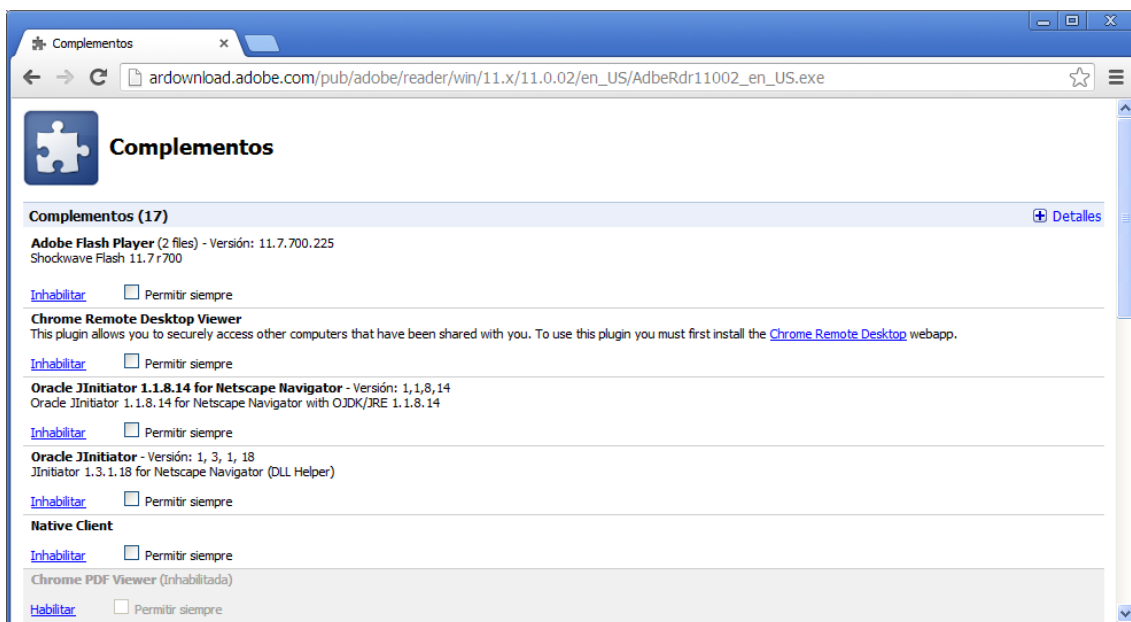 Complementos
ardownload.adobe.com/pub/adobe/reader/win/11.x/11.0.02/en_US/AdbeRdr11002_en_US.exe
Complementos
Complementos (17) Detalles
Adobe Flash Player (2 files) - Versión: 11.7.700.225
Shockwave Flash 11.7 r700
Inhabilitar Permitir siempre
Chrome Remote Desktop Viewer
This plugin allows you to securely access other computers that have been shared with you. To use this plugin you must first install the Chrome Remote Desktop webapp.
Inhabilitar Permitir siempre
Oracle JInitiator 1.1.8.14 for Netscape Navigator - Versión: 1,1,8,14
Oracle JInitiator 1.1.8.14 for Netscape Navigator with OJDK/JRE 1.1.8.14
Inhabilitar Permitir siempre
Oracle JInitiator - Versión: 1, 3, 1, 18
JInitiator 1.3.1.18 for Netscape Navigator (DLL Helper)
Inhabilitar Permitir siempre
Native Client
Inhabilitar Permitir siempre
Chrome PDF Viewer (Inhabilitada)
Habilitar Permitir siempre